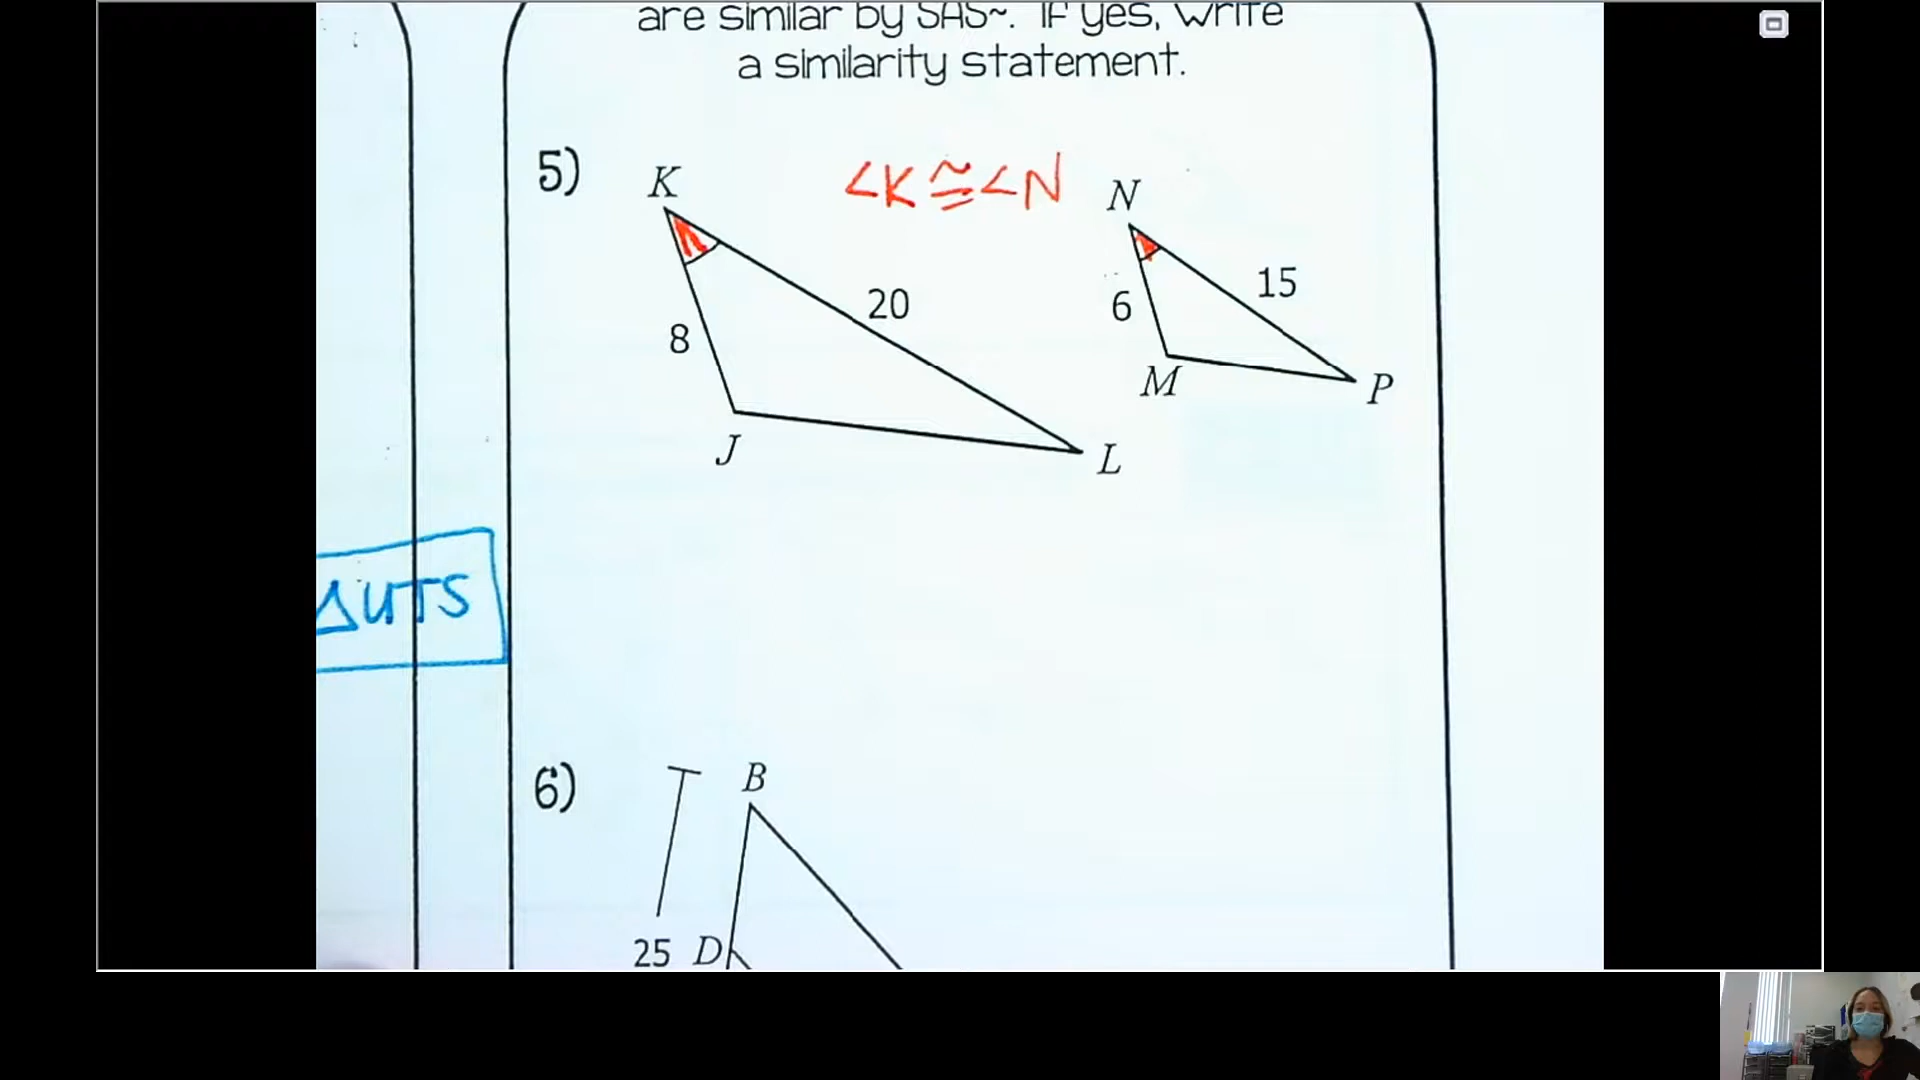 are similar by SAS~. If yes, write
a similarity statement.
5)
K
∠K ≅ ∠N
N
20
15
8
6
M
P
J
L
ΔUTS
6)
B
25 D